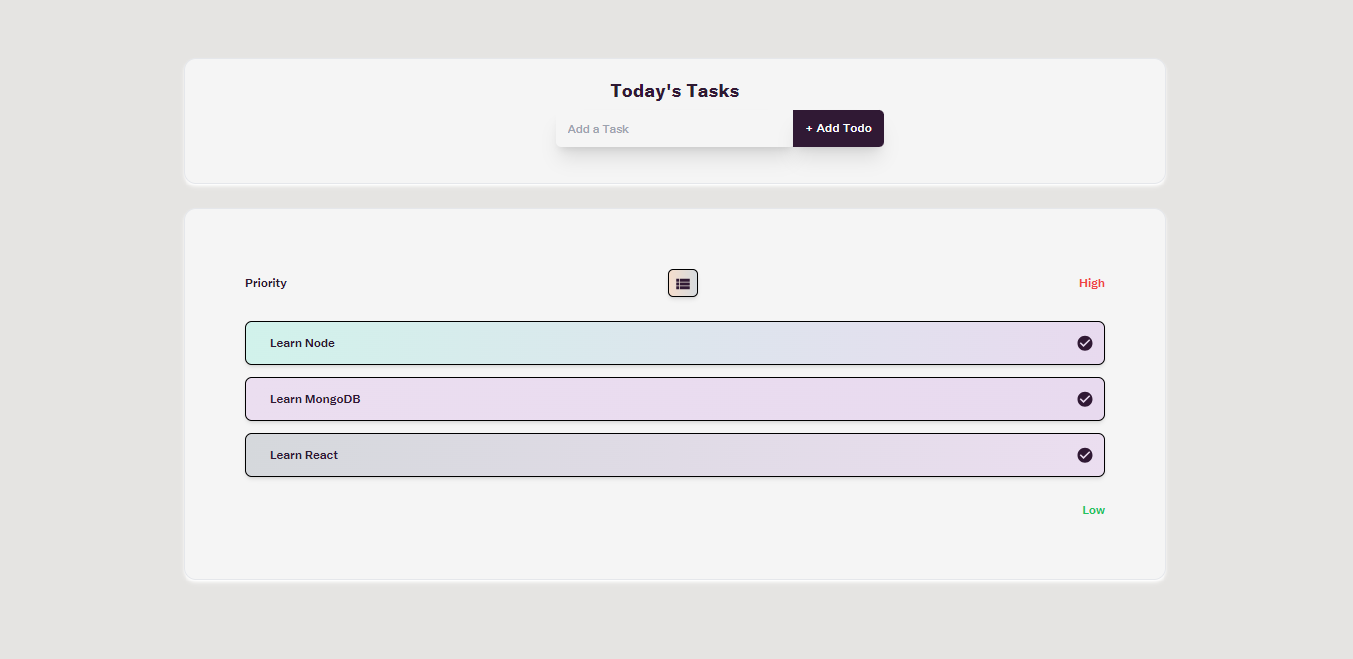 Today's Tasks
Add a Task
+ Add Todo
Priority
High
Learn Node
Learn MongoDB
Learn React
Low